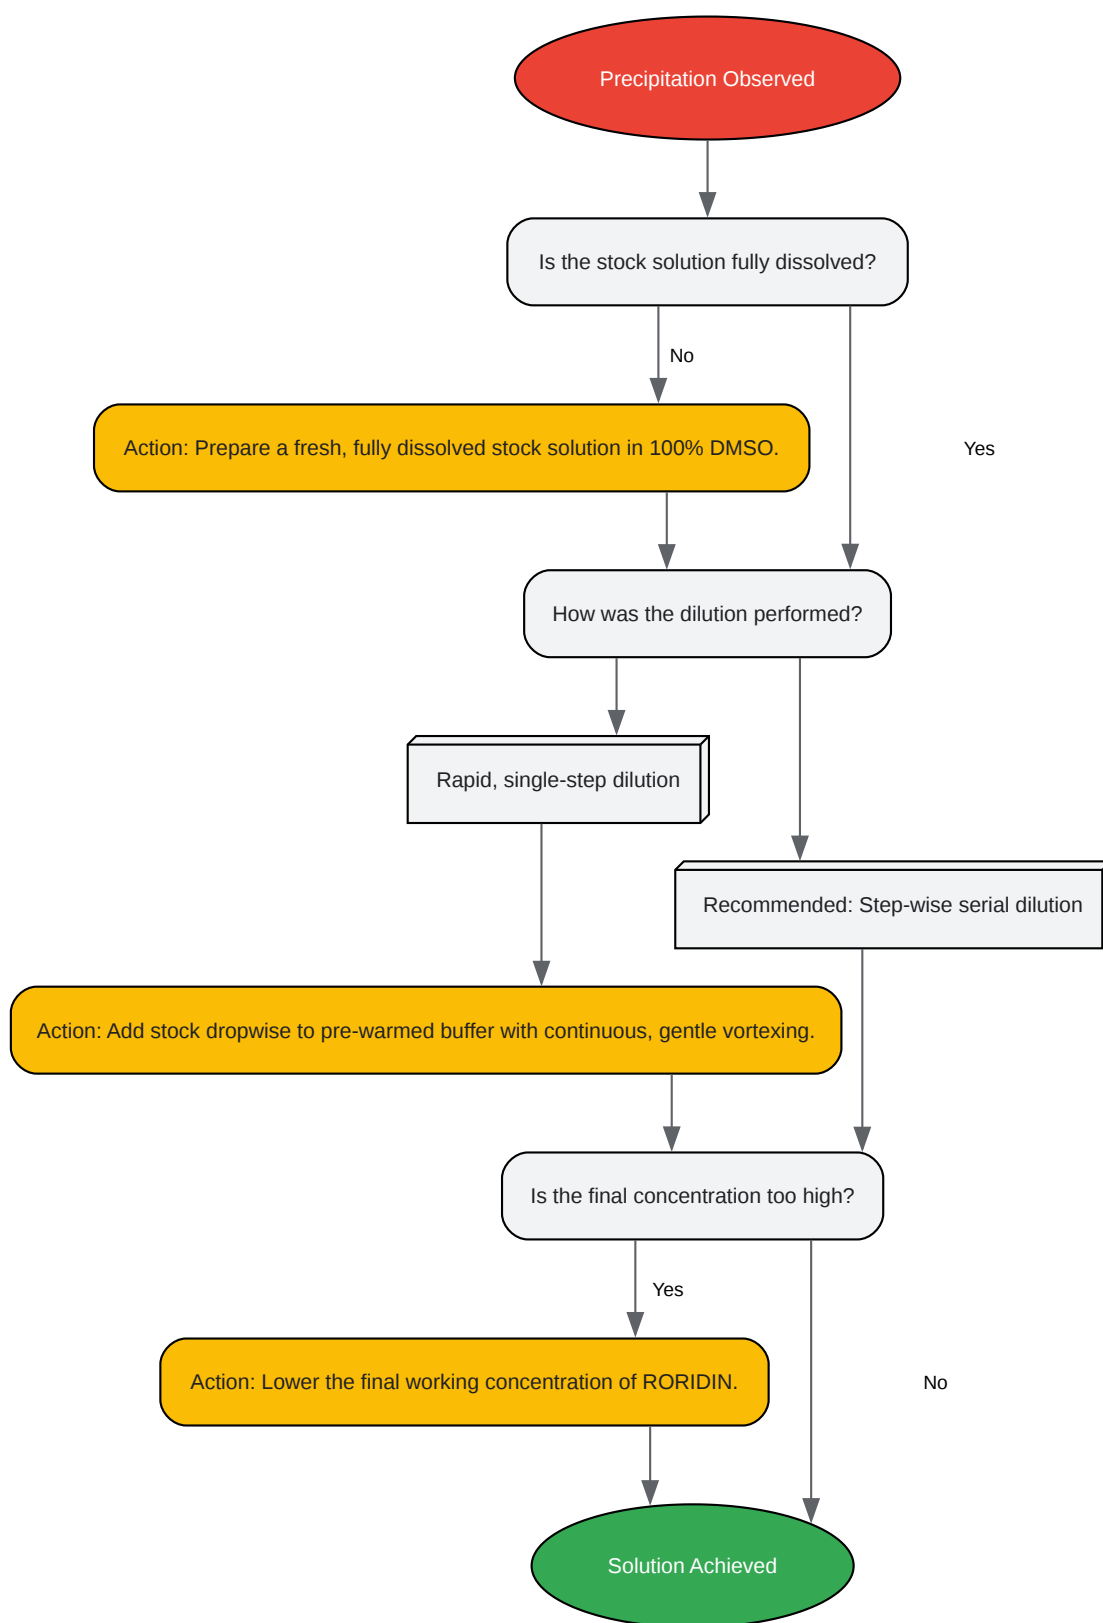 Precipitation Observed
Is the stock solution fully dissolved?
No
Action: Prepare a fresh, fully dissolved stock solution in 100% DMSO.
Yes
How was the dilution performed?
Rapid, single-step dilution
Recommended: Step-wise serial dilution
Action: Add stock dropwise to pre-warmed buffer with continuous, gentle vortexing.
Is the final concentration too high?
Yes
Action: Lower the final working concentration of RORIDIN.
No
Solution Achieved